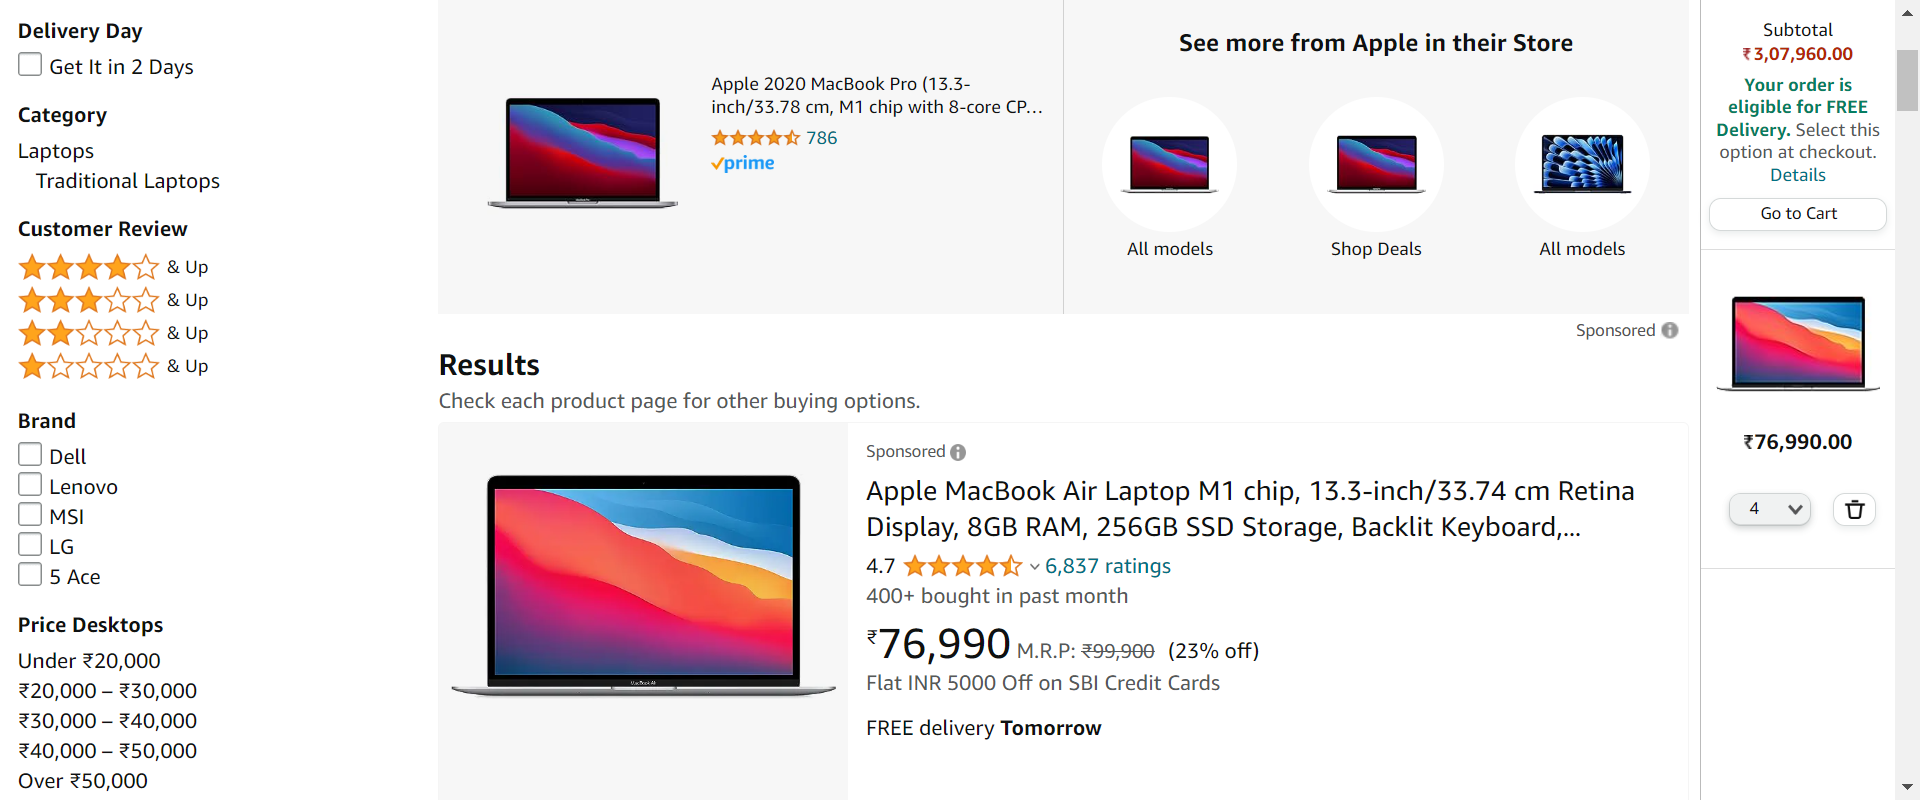 Delivery Day
Get It in 2 Days
Category
Laptops
Traditional Laptops
Customer Review
& Up
& Up
& Up
& Up
Brand
Dell
Lenovo
MSI
LG
5 Ace
Price Desktops
Under ₹20,000
₹20,000 – ₹30,000
₹30,000 – ₹40,000
₹40,000 – ₹50,000
Over ₹50,000
Apple 2020 MacBook Pro (13.3-
inch/33.78 cm, M1 chip with 8-core CP...
786
prime
See more from Apple in their Store
All models
Shop Deals
All models
Sponsored
Results
Check each product page for other buying options.
MacBook Air
Sponsored
Apple MacBook Air Laptop M1 chip, 13.3-inch/33.74 cm Retina
Display, 8GB RAM, 256GB SSD Storage, Backlit Keyboard,...
4.7 6,837 ratings
400+ bought in past month
₹76,990 M.R.P: ₹99,900 (23% off)
Flat INR 5000 Off on SBI Credit Cards
FREE delivery Tomorrow
Subtotal
₹3,07,960.00
Your order is
eligible for FREE
Delivery. Select this
option at checkout.
Details
Go to Cart
₹76,990.00
4